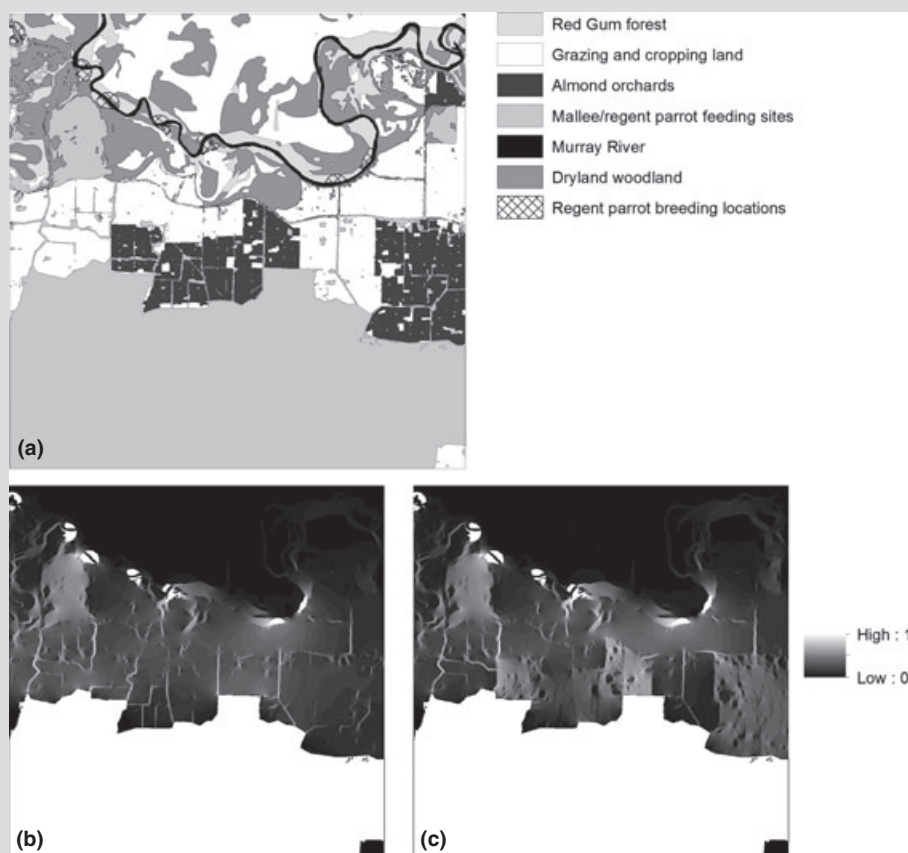 Red Gum forest
Grazing and cropping land
Almond orchards
Mallee/regent parrot feeding sites
Murray River
Dryland woodland
Regent parrot breeding locations
(a)
High : 1
Low : 0
(b)
(c)